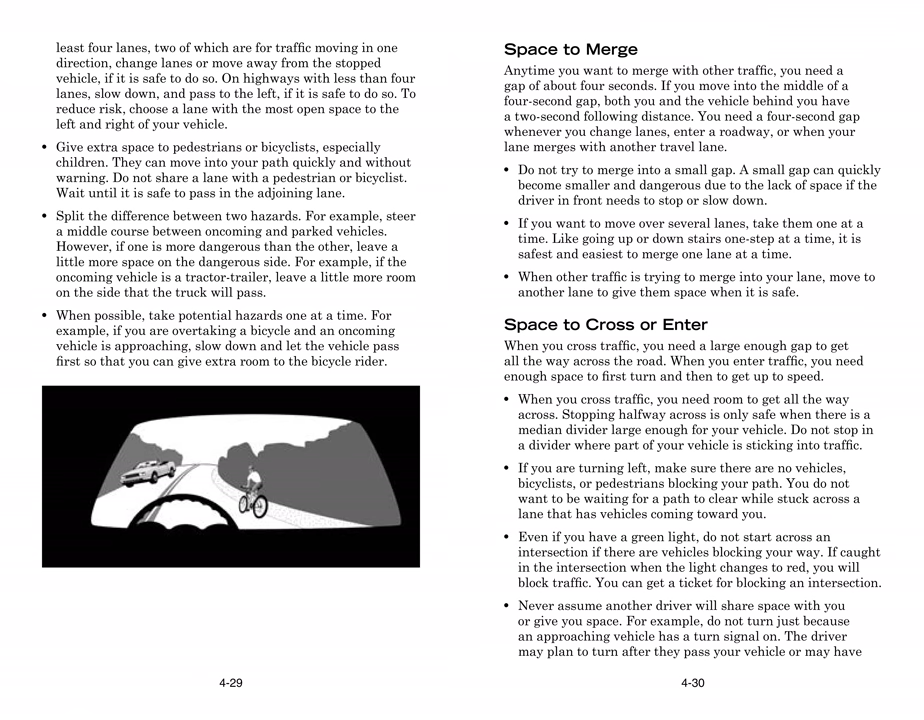 least four lanes, two of which are for traffic moving in one
direction, change lanes or move away from the stopped
vehicle, if it is safe to do so. On highways with less than four
lanes, slow down, and pass to the left, if it is safe to do so. To
reduce risk, choose a lane with the most open space to the
left and right of your vehicle.
• Give extra space to pedestrians or bicyclists, especially
children. They can move into your path quickly and without
warning. Do not share a lane with a pedestrian or bicyclist.
Wait until it is safe to pass in the adjoining lane.
• Split the difference between two hazards. For example, steer
a middle course between oncoming and parked vehicles.
However, if one is more dangerous than the other, leave a
little more space on the dangerous side. For example, if the
oncoming vehicle is a tractor-trailer, leave a little more room
on the side that the truck will pass.
• When possible, take potential hazards one at a time. For
example, if you are overtaking a bicycle and an oncoming
vehicle is approaching, slow down and let the vehicle pass
first so that you can give extra room to the bicycle rider.
4-29
Space to Merge
Anytime you want to merge with other traffic, you need a
gap of about four seconds. If you move into the middle of a
four-second gap, both you and the vehicle behind you have
a two-second following distance. You need a four-second gap
whenever you change lanes, enter a roadway, or when your
lane merges with another travel lane.
• Do not try to merge into a small gap. A small gap can quickly
become smaller and dangerous due to the lack of space if the
driver in front needs to stop or slow down.
• If you want to move over several lanes, take them one at a
time. Like going up or down stairs one-step at a time, it is
safest and easiest to merge one lane at a time.
• When other traffic is trying to merge into your lane, move to
another lane to give them space when it is safe.
Space to Cross or Enter
When you cross traffic, you need a large enough gap to get
all the way across the road. When you enter traffic, you need
enough space to first turn and then to get up to speed.
• When you cross traffic, you need room to get all the way
across. Stopping halfway across is only safe when there is a
median divider large enough for your vehicle. Do not stop in
a divider where part of your vehicle is sticking into traffic.
• If you are turning left, make sure there are no vehicles,
bicyclists, or pedestrians blocking your path. You do not
want to be waiting for a path to clear while stuck across a
lane that has vehicles coming toward you.
• Even if you have a green light, do not start across an
intersection if there are vehicles blocking your way. If caught
in the intersection when the light changes to red, you will
block traffic. You can get a ticket for blocking an intersection.
• Never assume another driver will share space with you
or give you space. For example, do not turn just because
an approaching vehicle has a turn signal on. The driver
may plan to turn after they pass your vehicle or may have
4-30